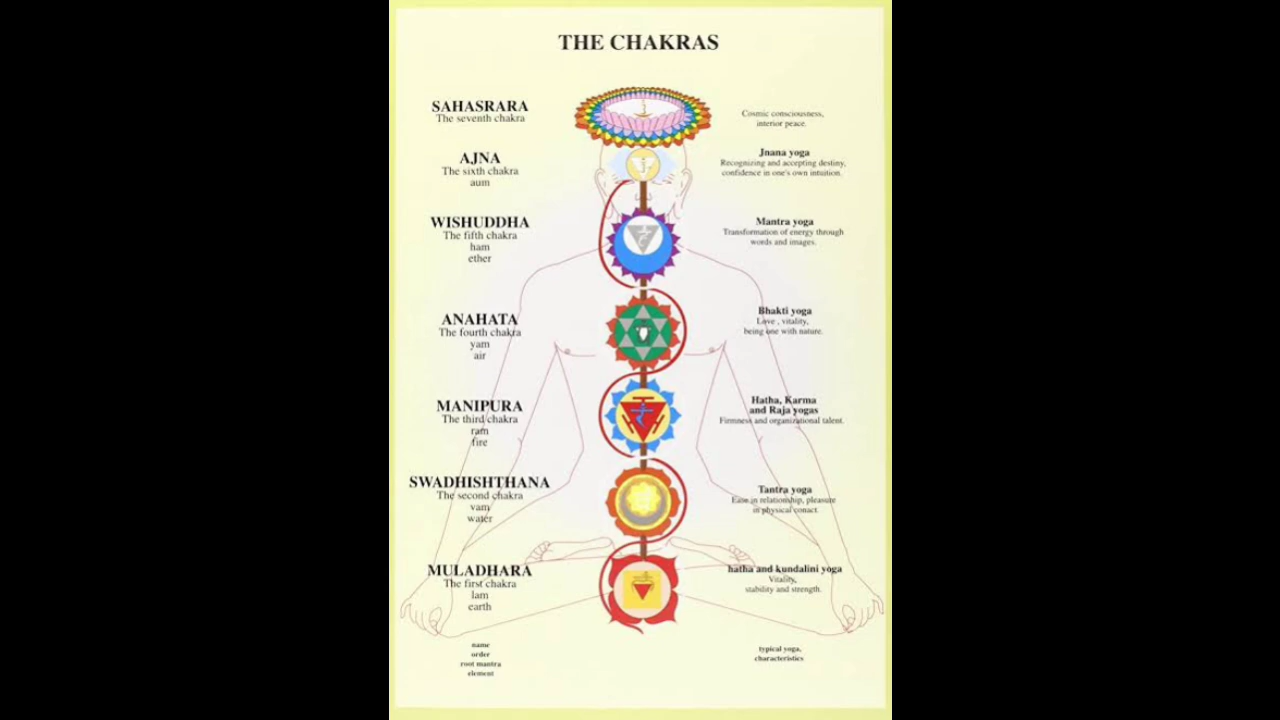 THE CHAKRAS
SAHASRARA
The seventh chakra
Cosmic consciousness,
interior peace.
AJNA
The sixth chakra
aum
Jnana yoga
Recognizing and accepting destiny,
confidence in one's own intuition.
WISHUDDHA
The fifth chakra
ham
ether
Mantra yoga
Transformation of energy through
words and images.
ANAHATA
The fourth chakra
yam
air
Bhakti yoga
Love , vitality,
being one with nature.
MANIPURA
The third chakra
ram
fire
Hatha, Karma
and Raja yogas
Firmness and organizational talent.
SWADHISHTHANA
The second chakra
vam
water
Tantra yoga
Ease in relationship, pleasure
in physical conact.
MULADHARA
The first chakra
lam
earth
hatha and kundalini yoga
Vitality,
stability and strength.
name
order
root mantra
element
typical yoga,
characteristics